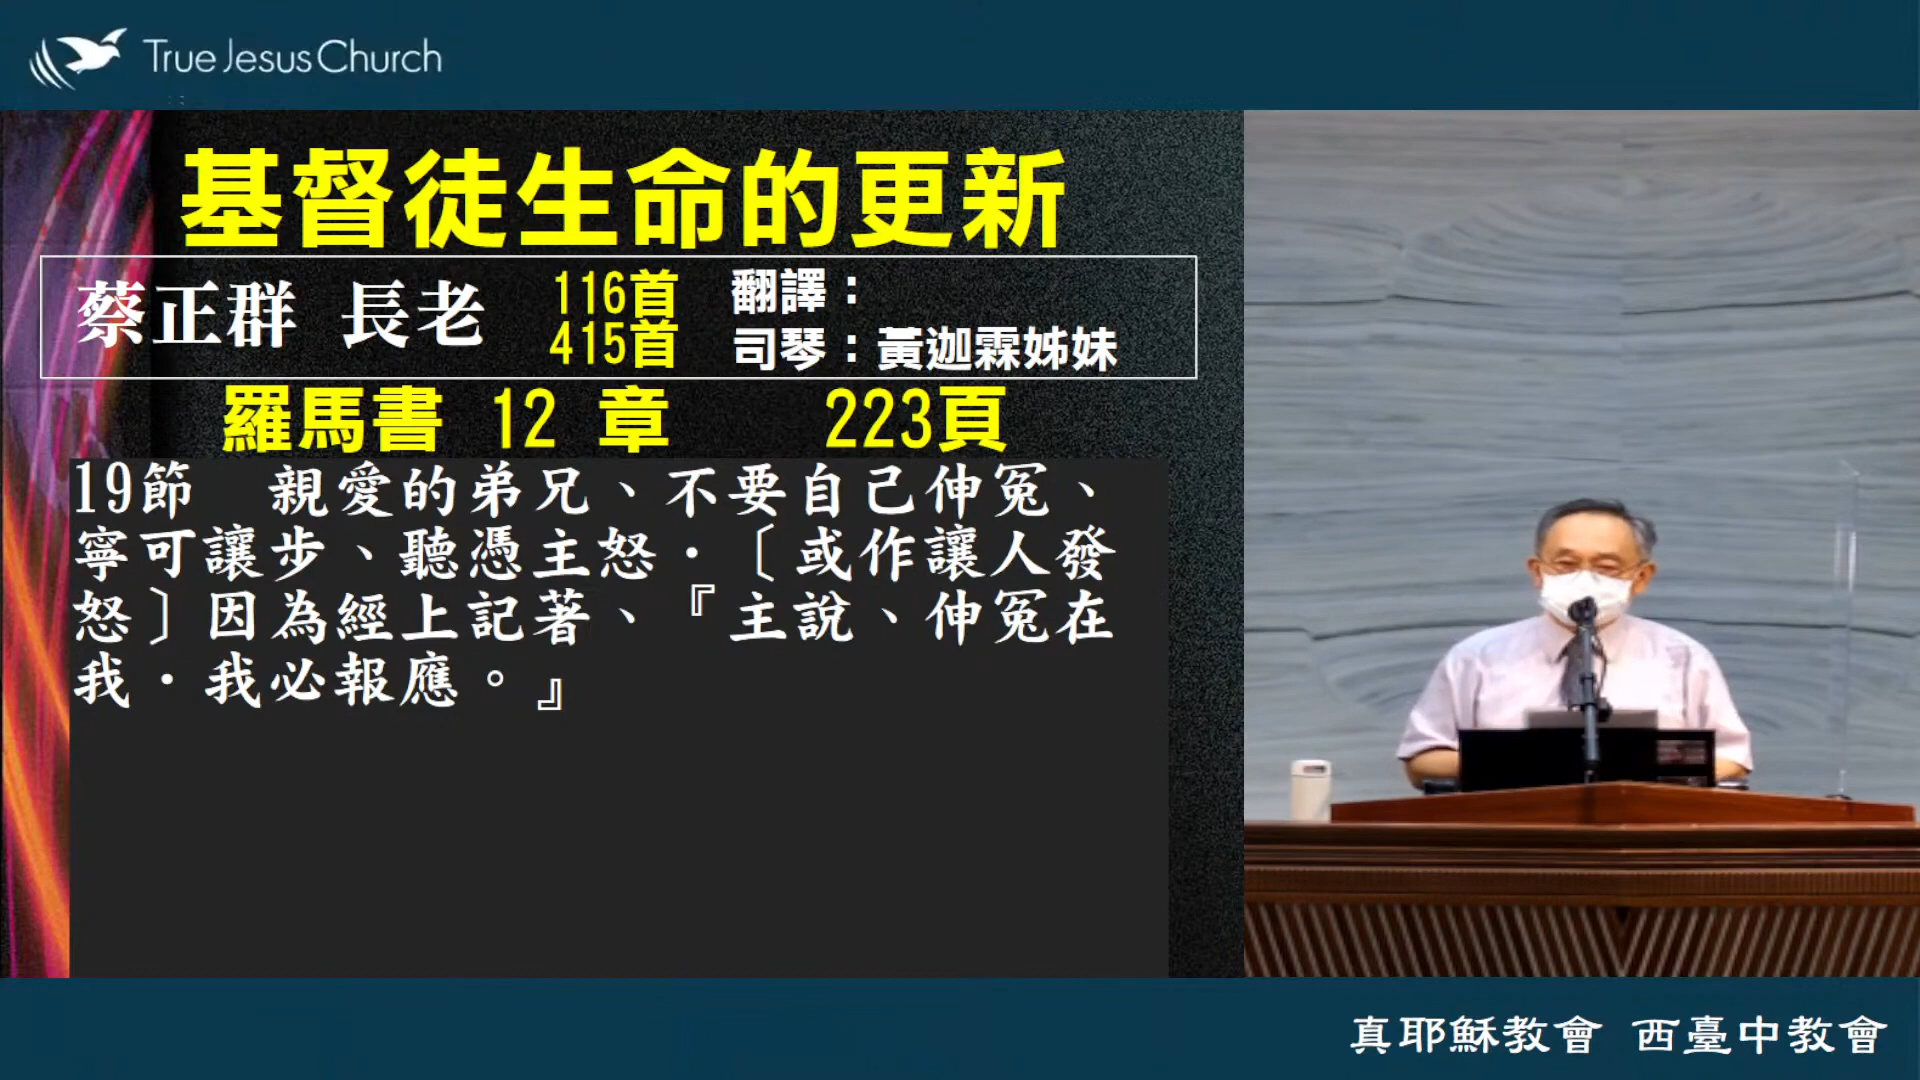 True Jesus Church
基督徒生命的更新
蔡正群 長老
116首
415首
翻譯：
司琴：黃迦霖姊妹
羅馬書 12 章 223頁
19節 親愛的弟兄、不要自己伸冤、
寧可讓步、聽憑主怒．〔或作讓人發
怒〕因為經上記著、『主說、伸冤在
我．我必報應。』
真耶穌教會 西臺中教會